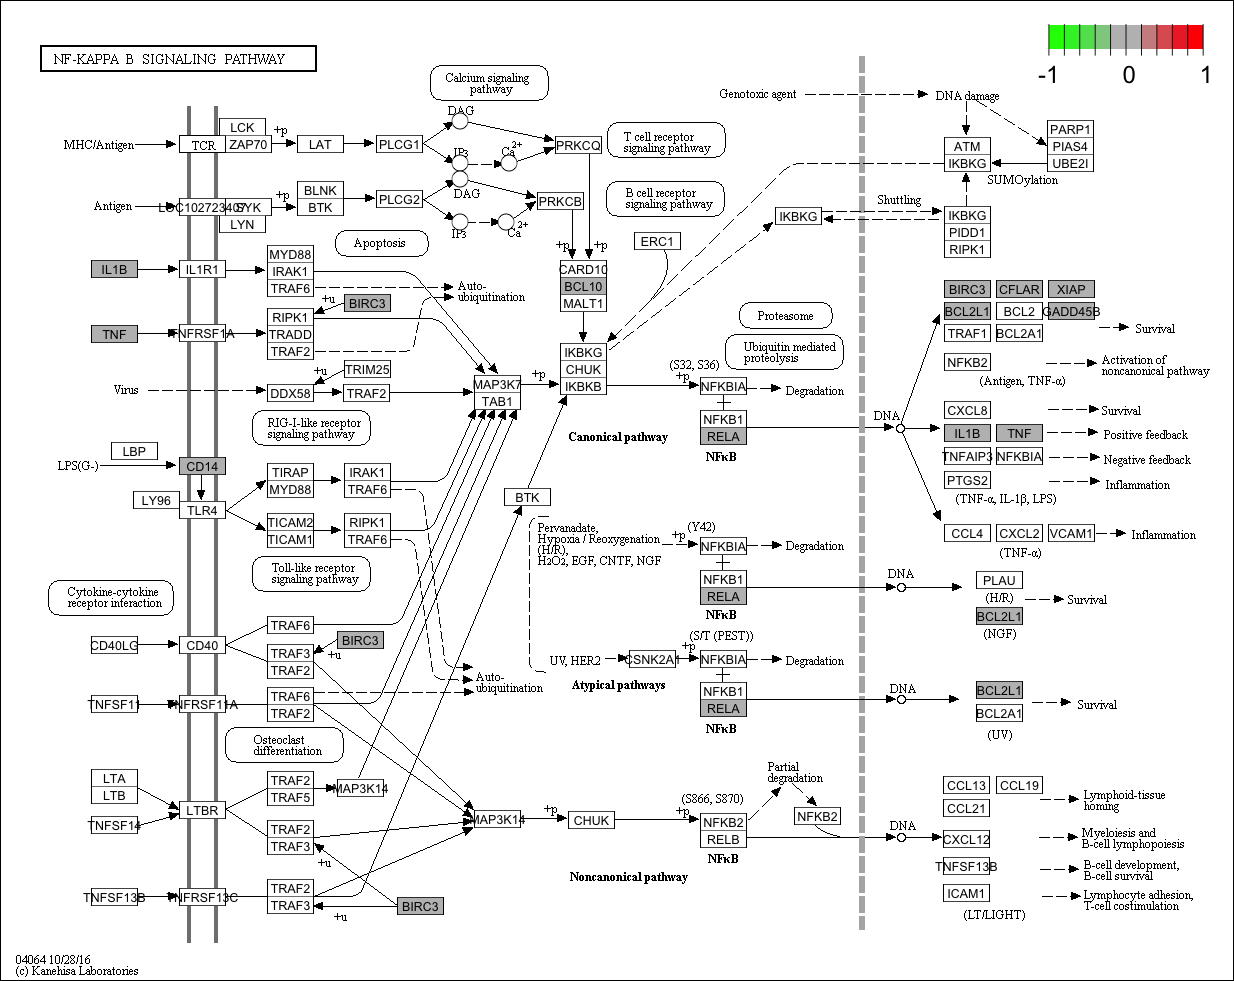 NF-KAPPA B SIGNALING PATHWAY
-1
0
1
Calcium signaling
pathway
Genotoxic agent
DNA damage
MHC/Antigen
TCR
LCK
ZAP70
+p
LAT
PLCG1
DAG
IP3
Ca2+
PRKCQ
T cell receptor
signaling pathway
ATM
IKBKG
PARP1
PIAS4
UBE2I
SUMOylation
Antigen
SYK
LYN
+p
BLNK
BTK
PLCG2
DAG
IP3
Ca2+
PRKCB
B cell receptor
signaling pathway
IKBKG
Shuttling
IKBKG
PIDD1
RIPK1
Apoptosis
+p
+p
ERC1
IL1B
IL1R1
MYD88
IRAK1
TRAF6
Auto-
ubiquitination
CARD10
BCL10
MALT1
TNF
TNFRSF1A
RIPK1
TRADD
TRAF2
+u
BIRC3
Proteasome
Ubiquitin mediated
proteolysis
BIRC3
CFLAR
XIAP
BCL2L1
BCL2
GADD45B
TRAF1
BCL2A1
Survival
NFKB2
Activation of
noncanonical pathway
(Antigen, TNF-α)
Virus
DDX58
+u
TRIM25
TRAF2
MAP3K7
TAB1
+p
IKBKG
CHUK
IKBKB
(S32, S36)
+p
NFKBIA
Degradation
NFKB1
RELA
NFκB
Canonical pathway
DNA
RIG-I-like receptor
signaling pathway
CXCL8
Survival
IL1B
TNF
Positive feedback
TNFAIP3
NFKBIA
Negative feedback
PTGS2
Inflammation
(TNF-α, IL-1β, LPS)
LBP
LPS(G-)
CD14
LY96
TLR4
TIRAP
MYD88
IRAK1
TRAF6
TICAM2
TICAM1
RIPK1
TRAF6
BTK
Toll-like receptor
signaling pathway
Pervanadate,
Hypoxia / Reoxygenation
(H/R),
H2O2, EGF, CNTF, NGF
+p
(Y42)
NFKBIA
Degradation
NFKB1
RELA
NFκB
DNA
CCL4
CXCL2
VCAM1
Inflammation
(TNF-α)
PLAU
(H/R)
BCL2L1
(NGF)
Survival
Cytokine-cytokine
receptor interaction
CD40LG
CD40
TRAF6
TRAF3
TRAF2
+u
BIRC3
UV, HER2
CSNK2A1
+p
(S/T (PEST))
NFKBIA
Degradation
NFKB1
RELA
NFκB
Atypical pathways
DNA
BCL2L1
BCL2A1
(UV)
Survival
TNFSF11
TNFRSF11A
TRAF6
TRAF2
Auto-
ubiquitination
Osteoclast
differentiation
LTA
LTB
TNFSF14
LTBR
TRAF2
TRAF5
MAP3K14
TRAF2
TRAF3
+u
MAP3K14
+p
CHUK
+p
(S866, S870)
NFKB2
RELB
NFκB
Partial
degradation
NFKB2
DNA
Noncanonical pathway
CCL13
CCL19
CCL21
Lymphoid-tissue
homing
CXCL12
Myeloiesis and
B-cell lymphopoiesis
TNFSF13B
B-cell development,
B-cell survival
ICAM1
Lymphocyte adhesion,
T-cell costimulation
(LT/LIGHT)
TNFSF13B
TNFRSF13C
TRAF2
TRAF3
+u
BIRC3
04064 10/28/16
(c) Kanehisa Laboratories